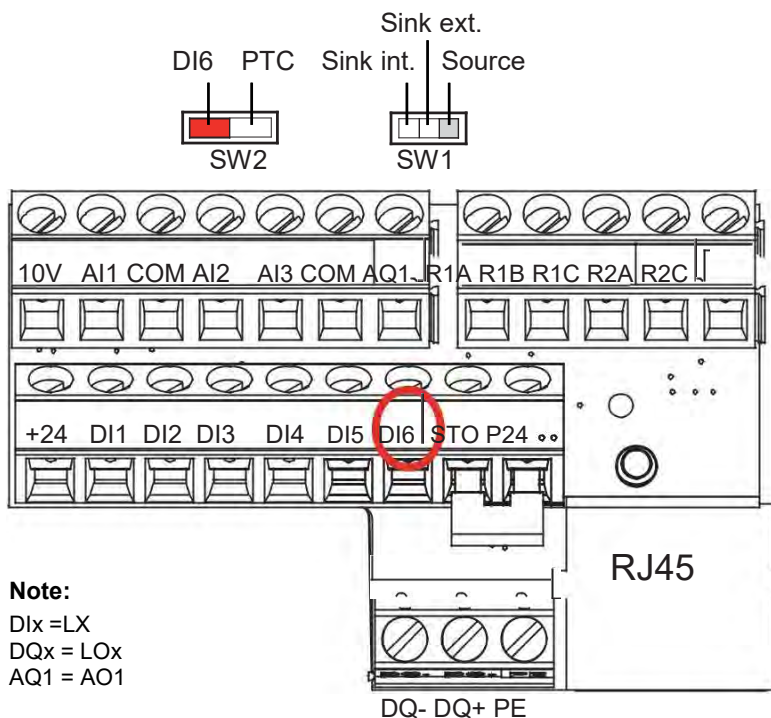 Sink ext.
DI6 PTC Sink int. Source
SW2 SW1
10V AI1 COM AI2 AI3 COM AQ1 R1A R1B R1C R2A R2C
+24 DI1 DI2 DI3 DI4 DI5 DI6 STO P24
RJ45
Note:
DIx =LX
DQx = LOx
AQ1 = AO1
DQ- DQ+ PE